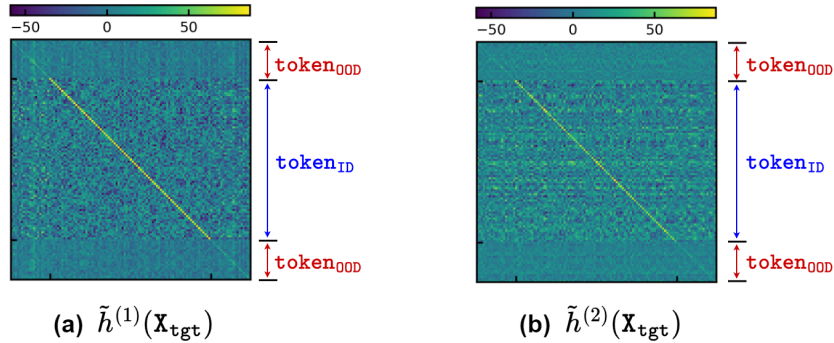 −50 0 50
−50 0 50
token_OOD
token_ID
token_OOD
token_OOD
token_ID
token_OOD
(a) h̃^(1)(X_tgt)
(b) h̃^(2)(X_tgt)